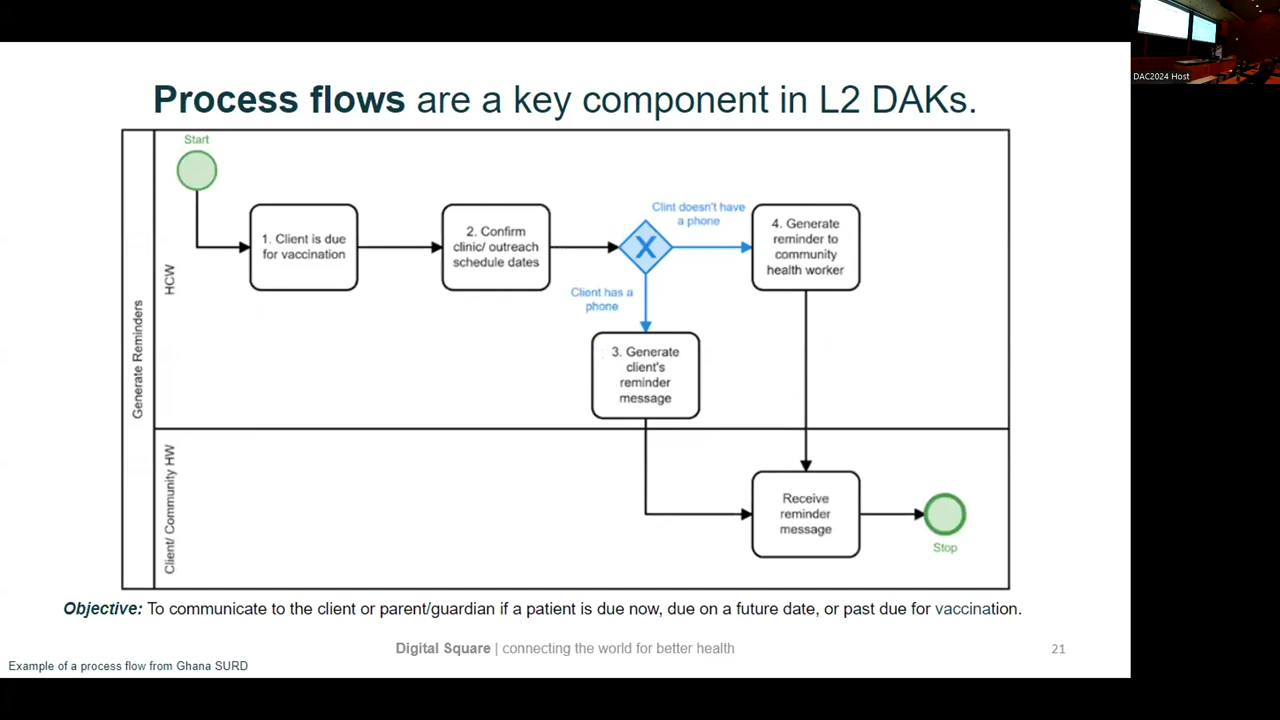 DAC2024 Host
Process flows are a key component in L2 DAKs.
Start
Generate Reminders
HCW
1. Client is due
for vaccination
2. Confirm
clinic/ outreach
schedule dates
X
Clint doesn't have
a phone
Client has a
phone
4. Generate
reminder to
community
health worker
3. Generate
client's
reminder
message
Client/ Community HW
Receive
reminder
message
Stop
Objective: To communicate to the client or parent/guardian if a patient is due now, due on a future date, or past due for vaccination.
Digital Square | connecting the world for better health
21
Example of a process flow from Ghana SURD